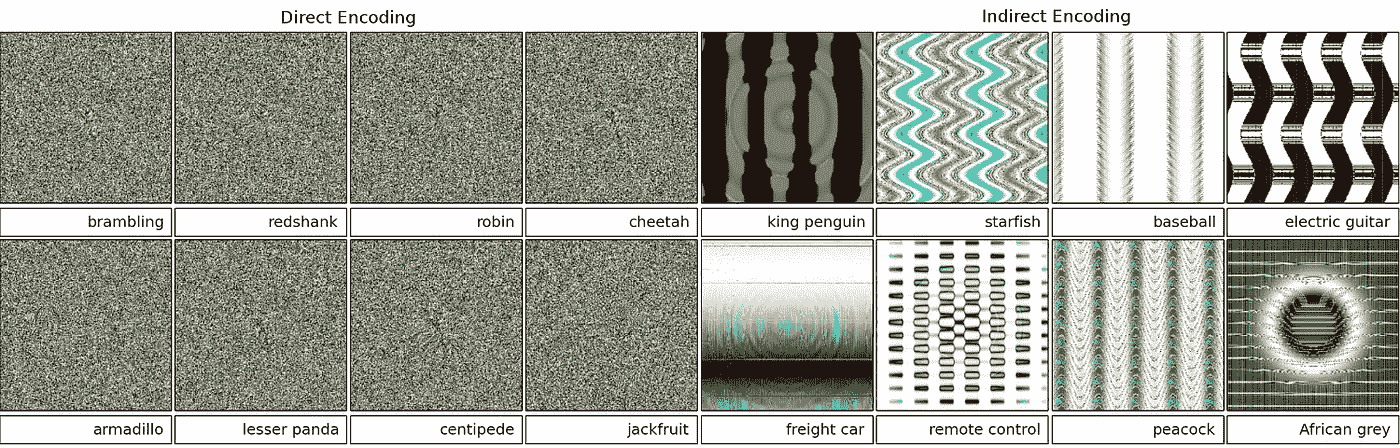 Direct Encoding
Indirect Encoding
brambling
redshank
robin
cheetah
king penguin
starfish
baseball
electric guitar
armadillo
lesser panda
centipede
jackfruit
freight car
remote control
peacock
African grey